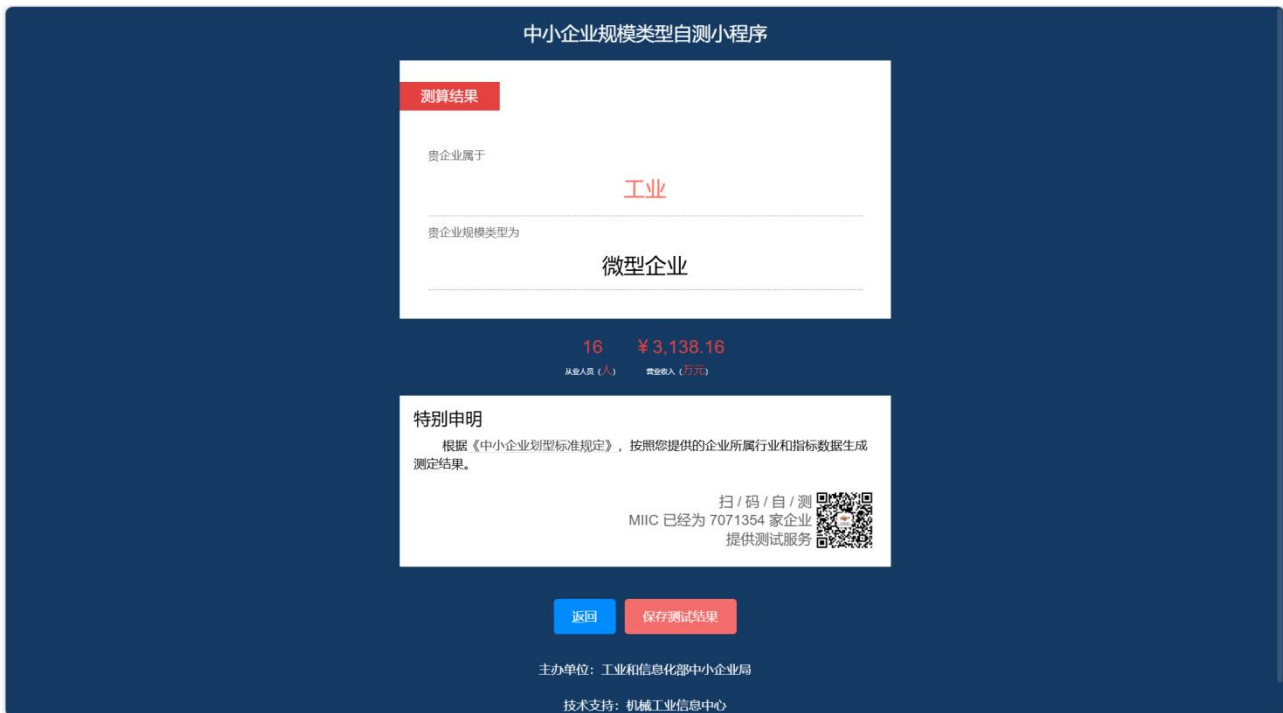 中小企业规模类型自测小程序
测算结果
贵企业属于
工业
贵企业规模类型为
微型企业
16 ￥3,138.16
从业人员（人） 营业收入（万元）
特别申明
根据《中小企业划型标准规定》，按照您提供的企业所属行业和指标数据生成
测定结果。
扫 / 码 / 自 / 测
MIIC 已经为 7071354 家企业
提供测试服务
返回 保存测试结果
主办单位：工业和信息化部中小企业局
技术支持：机械工业信息中心